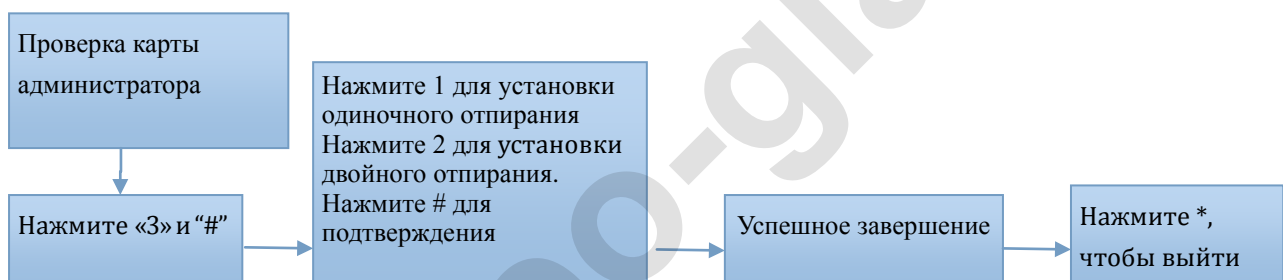 Проверка карты
администратора
Нажмите «3» и “#”
Нажмите 1 для установки
одиночного отпирания
Нажмите 2 для установки
двойного отпирания.
Нажмите # для
подтверждения
Успешное завершение
Нажмите *,
чтобы выйти